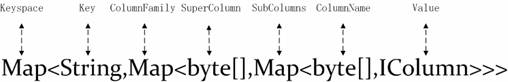 Keyspace Key ColumnFamily SuperColumn SubColumns ColumnName Value
Map<String,Map<byte[],Map<byte[],IColumn>>>